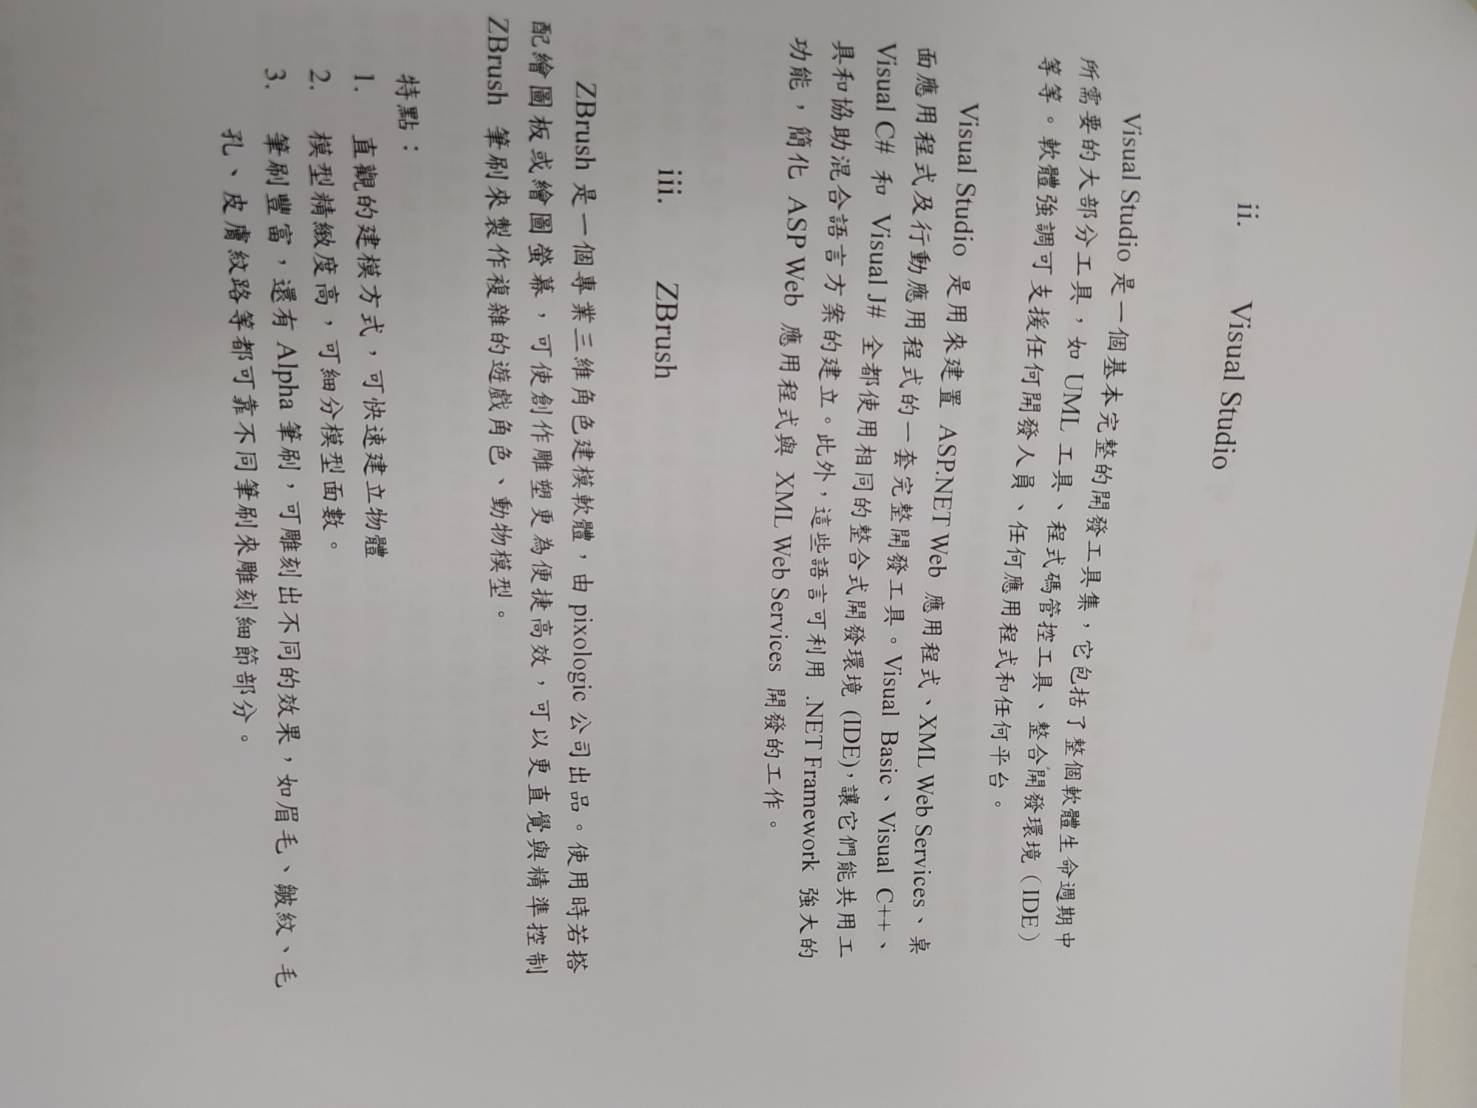 ii. Visual Studio
Visual Studio 是一個基本完整的開發工具集，它包括了整個軟體生命週期中
所需要的大部分工具，如 UML 工具、程式碼管控工具、整合開發環境（IDE）
等等。軟體強調可支援任何開發人員、任何應用程式和任何平台。
Visual Studio 是用來建置 ASP.NET Web 應用程式、XML Web Services、桌
面應用程式及行動應用程式的一套完整開發工具。Visual Basic、Visual C++、
Visual C# 和 Visual J# 全都使用相同的整合式開發環境 (IDE)，讓它們能共用工
具和協助混合語言方案的建立。此外，這些語言可利用 .NET Framework 強大的
功能，簡化 ASP Web 應用程式與 XML Web Services 開發的工作。
iii. ZBrush
ZBrush 是一個專業三維角色建模軟體，由 pixologic 公司出品。使用時若搭
配繪圖板或繪圖螢幕，可使創作雕塑更為便捷高效，可以更直覺與精準控制
ZBrush 筆刷來製作複雜的遊戲角色、動物模型。
特點：
1. 直觀的建模方式，可快速建立物體
2. 模型精緻度高，可細分模型面數。
3. 筆刷豐富，還有 Alpha 筆刷，可雕刻出不同的效果，如眉毛、皺紋、毛
孔、皮膚紋路等都可靠不同筆刷來雕刻細節部分。